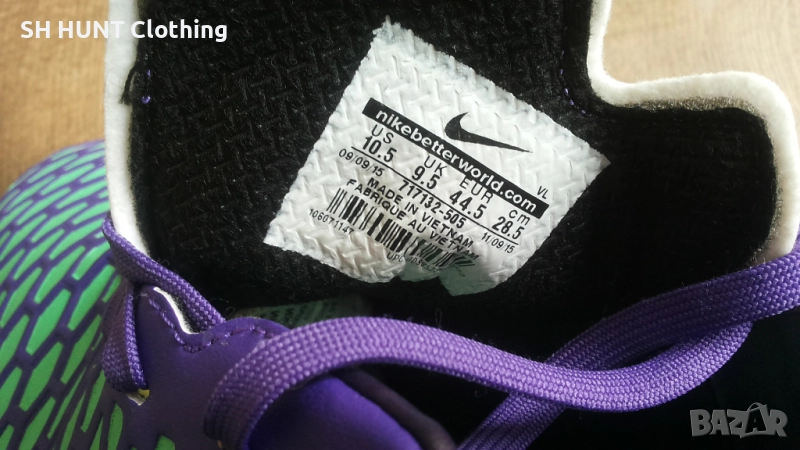 SH HUNT Clothing
nikebetterworld.com
VL
US UK EUR cm
10.5 9.5 44.5 28.5
09/09/15 717132-505 11/09/15
MADE IN VIETNAM
FABRIQUE AU VIETNAM
BAZAR